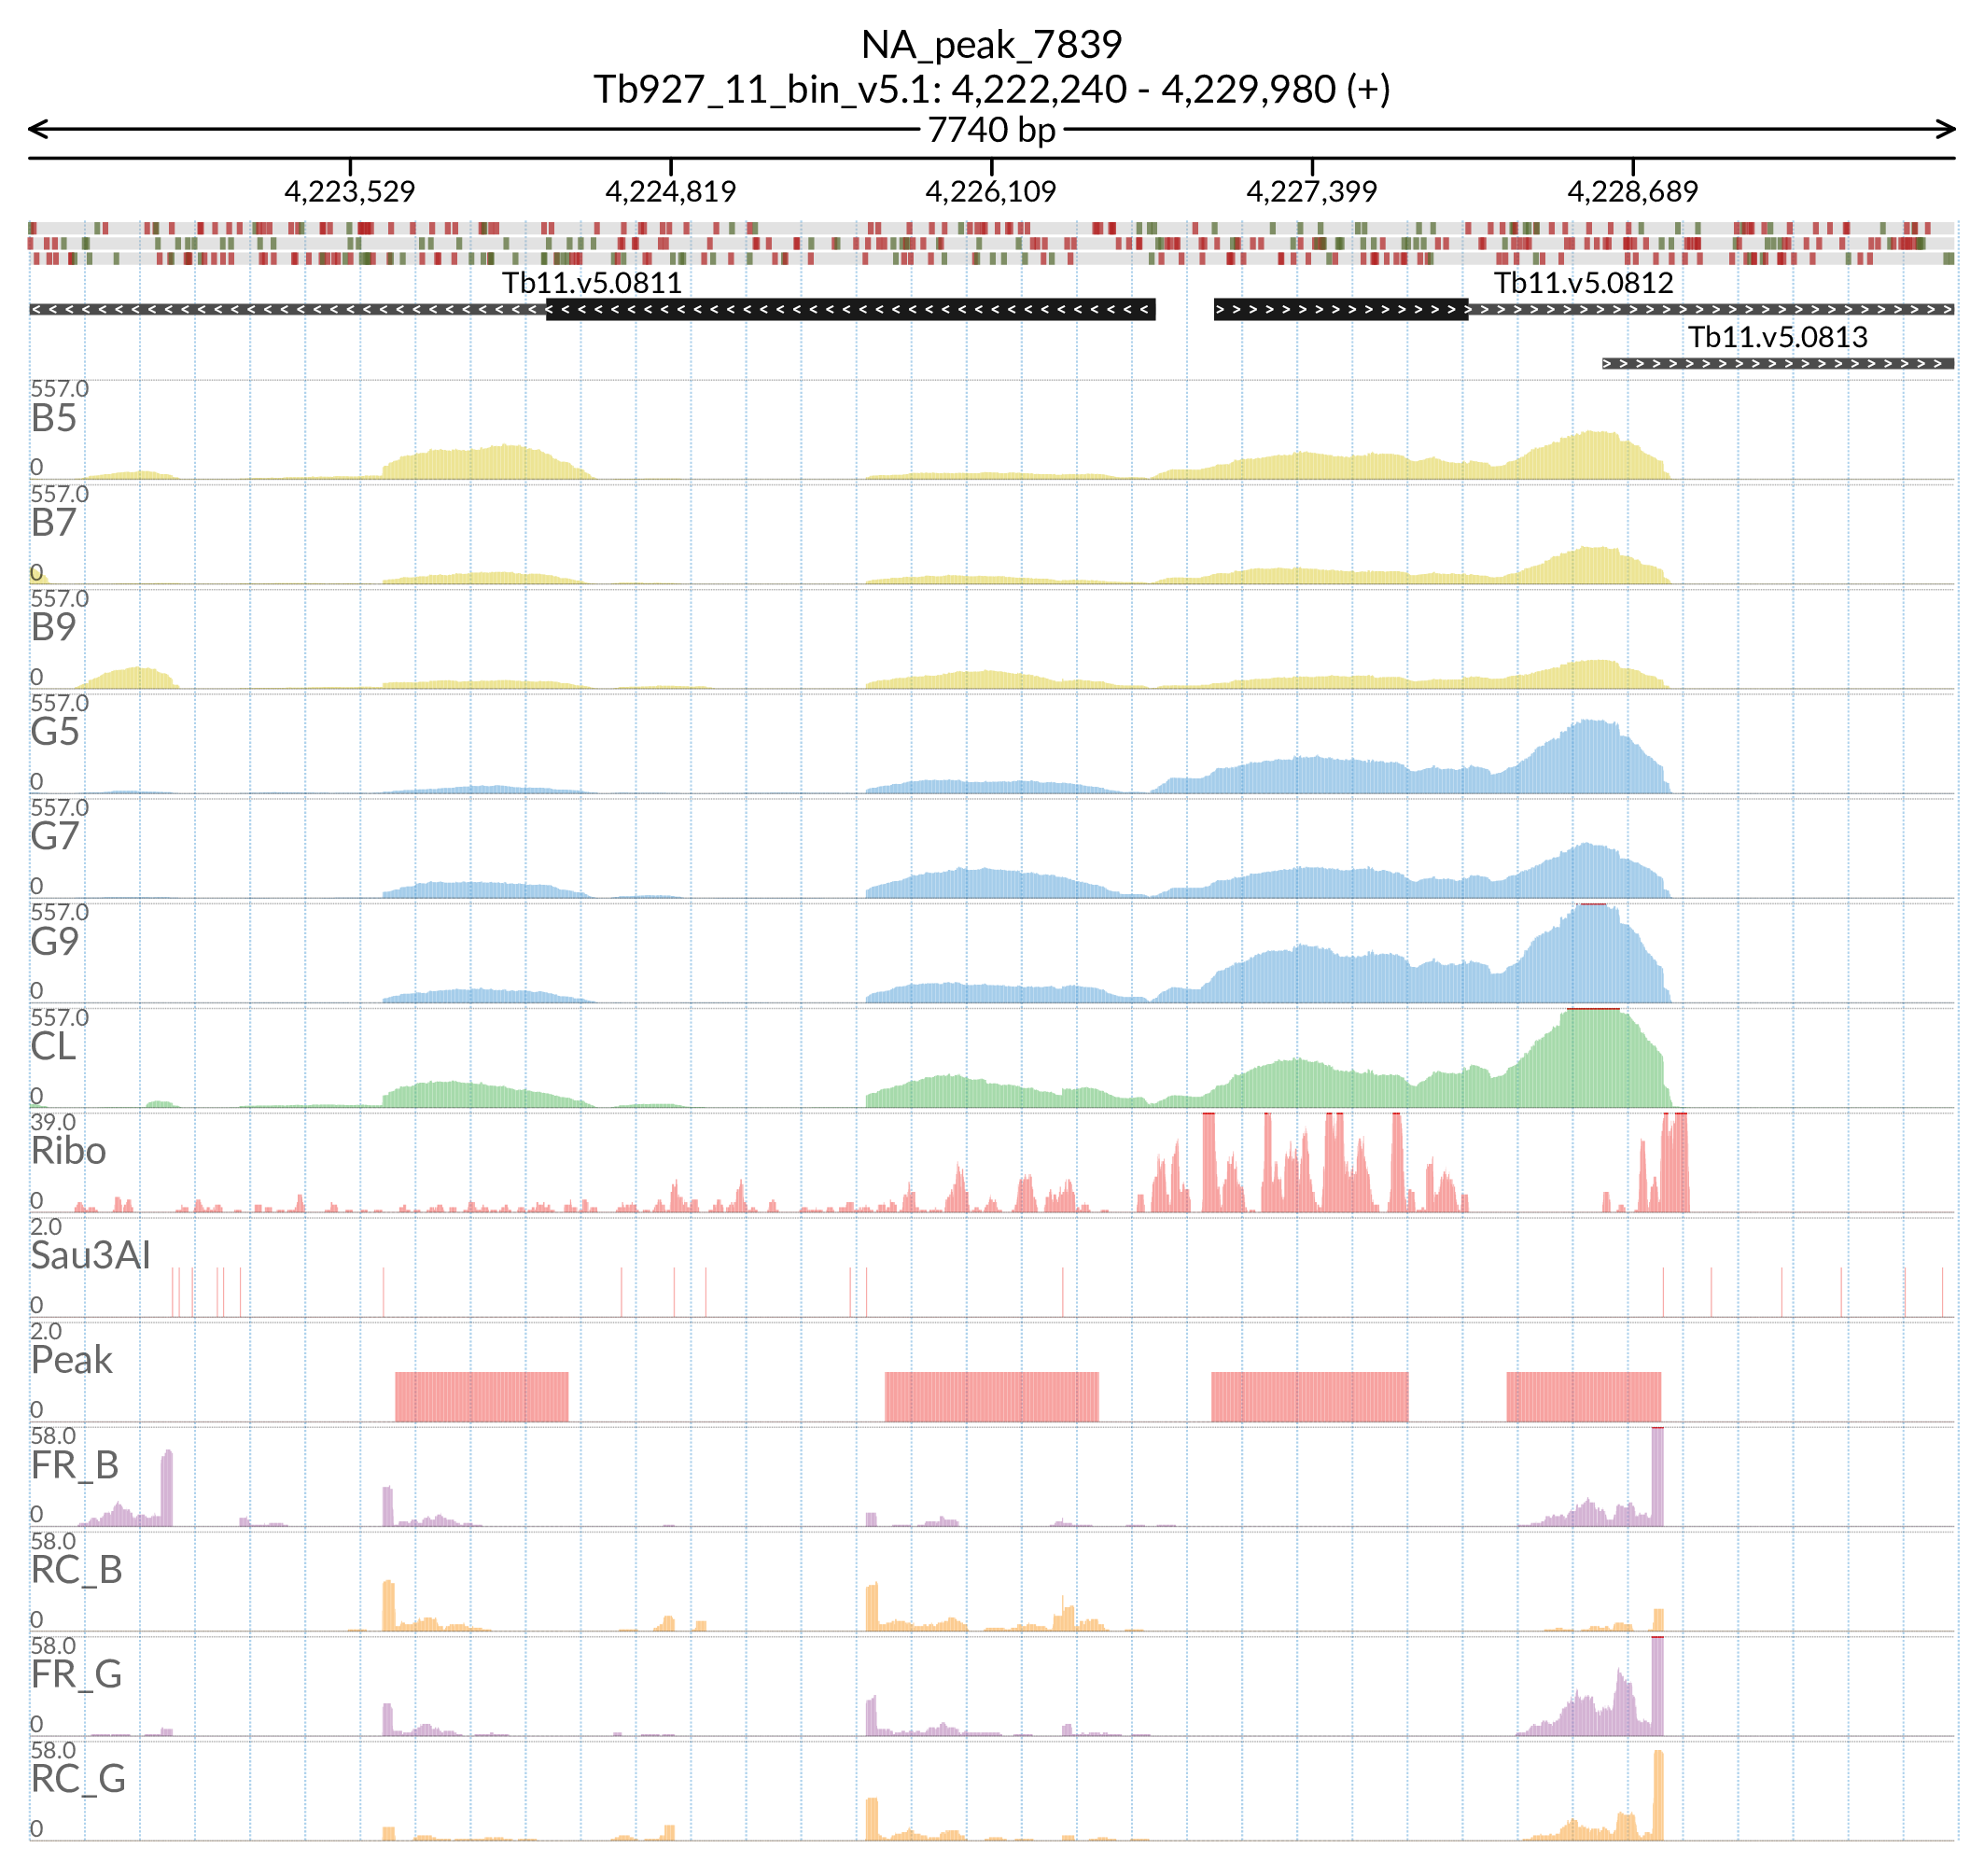 NA_peak_7839
Tb927_11_bin_v5.1: 4,222,240 - 4,229,980 (+)
7740 bp
4,223,529 4,224,819 4,226,109 4,227,399 4,228,689
Tb11.v5.0811 Tb11.v5.0812
Tb11.v5.0813
557.0
B5
0
557.0
B7
0
557.0
B9
0
557.0
G5
0
557.0
G7
0
557.0
G9
0
557.0
CL
0
39.0
Ribo
0
2.0
Sau3AI
0
2.0
Peak
0
58.0
FR_B
0
58.0
RC_B
0
58.0
FR_G
0
58.0
RC_G
0